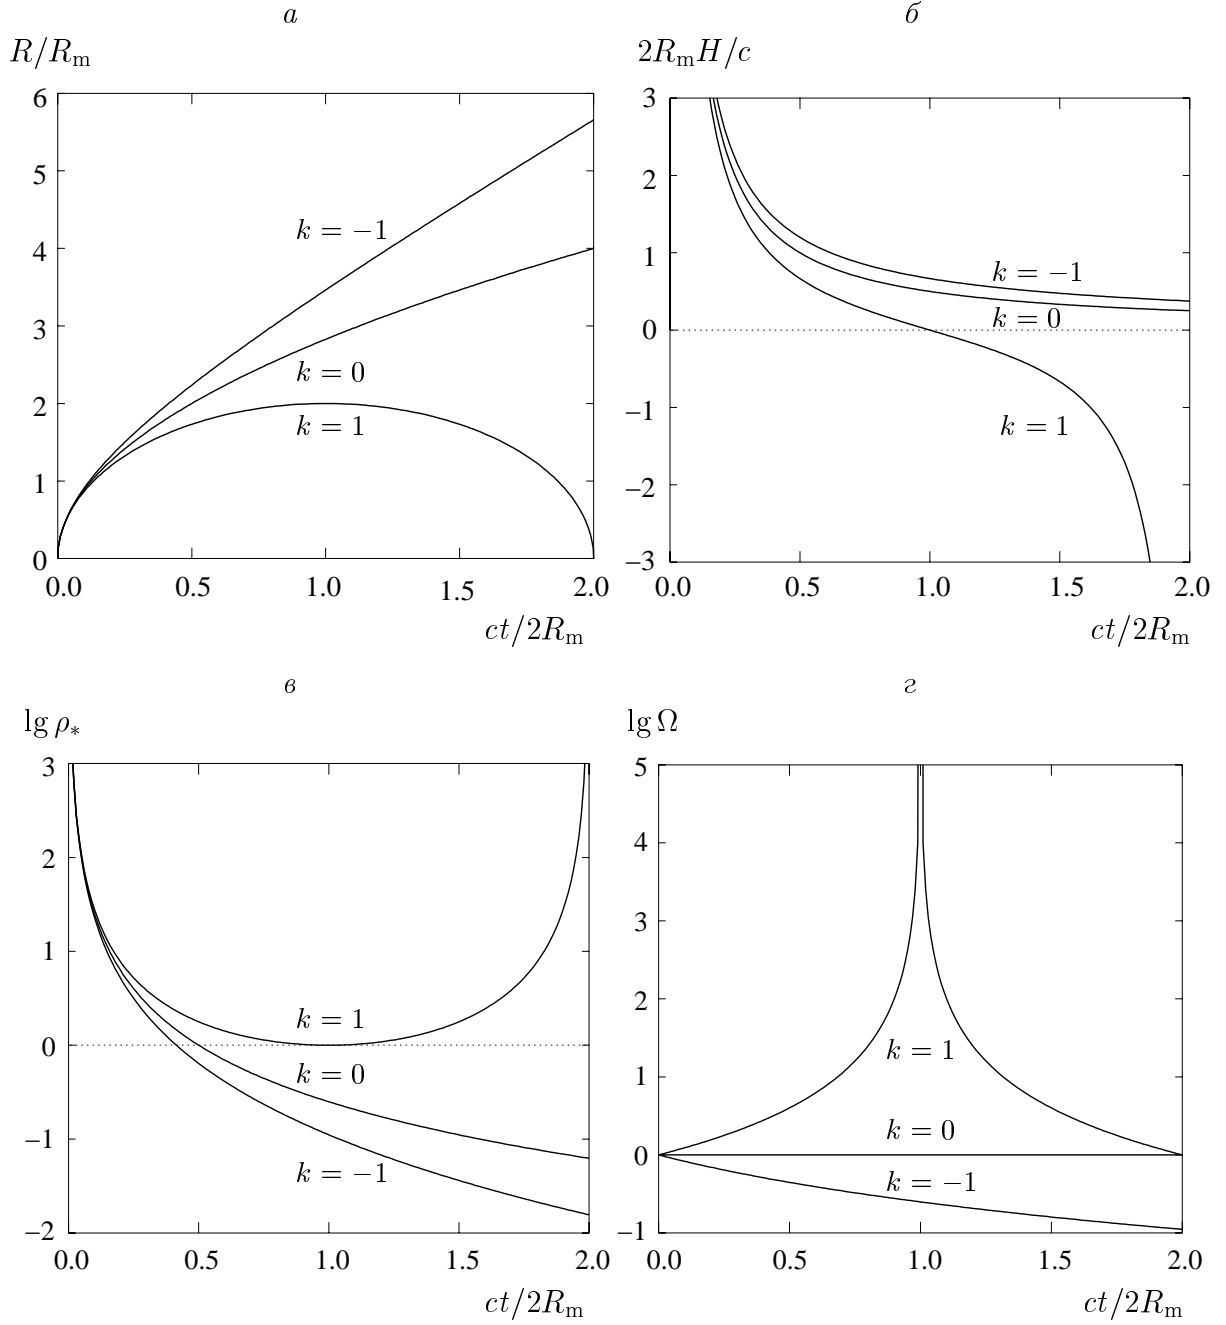 а
R/R_m
6
5
4
3
2
1
0
k = −1
k = 0
k = 1
0.0 0.5 1.0 1.5 2.0
ct/2R_m
б
2R_mH/c
3
2
1
0
−1
−2
−3
k = −1
k = 0
k = 1
0.0 0.5 1.0 1.5 2.0
ct/2R_m
в
lg ρ_*
3
2
1
0
−1
−2
k = 1
k = 0
k = −1
0.0 0.5 1.0 1.5 2.0
ct/2R_m
г
lg Ω
5
4
3
2
1
0
−1
k = 1
k = 0
k = −1
0.0 0.5 1.0 1.5 2.0
ct/2R_m